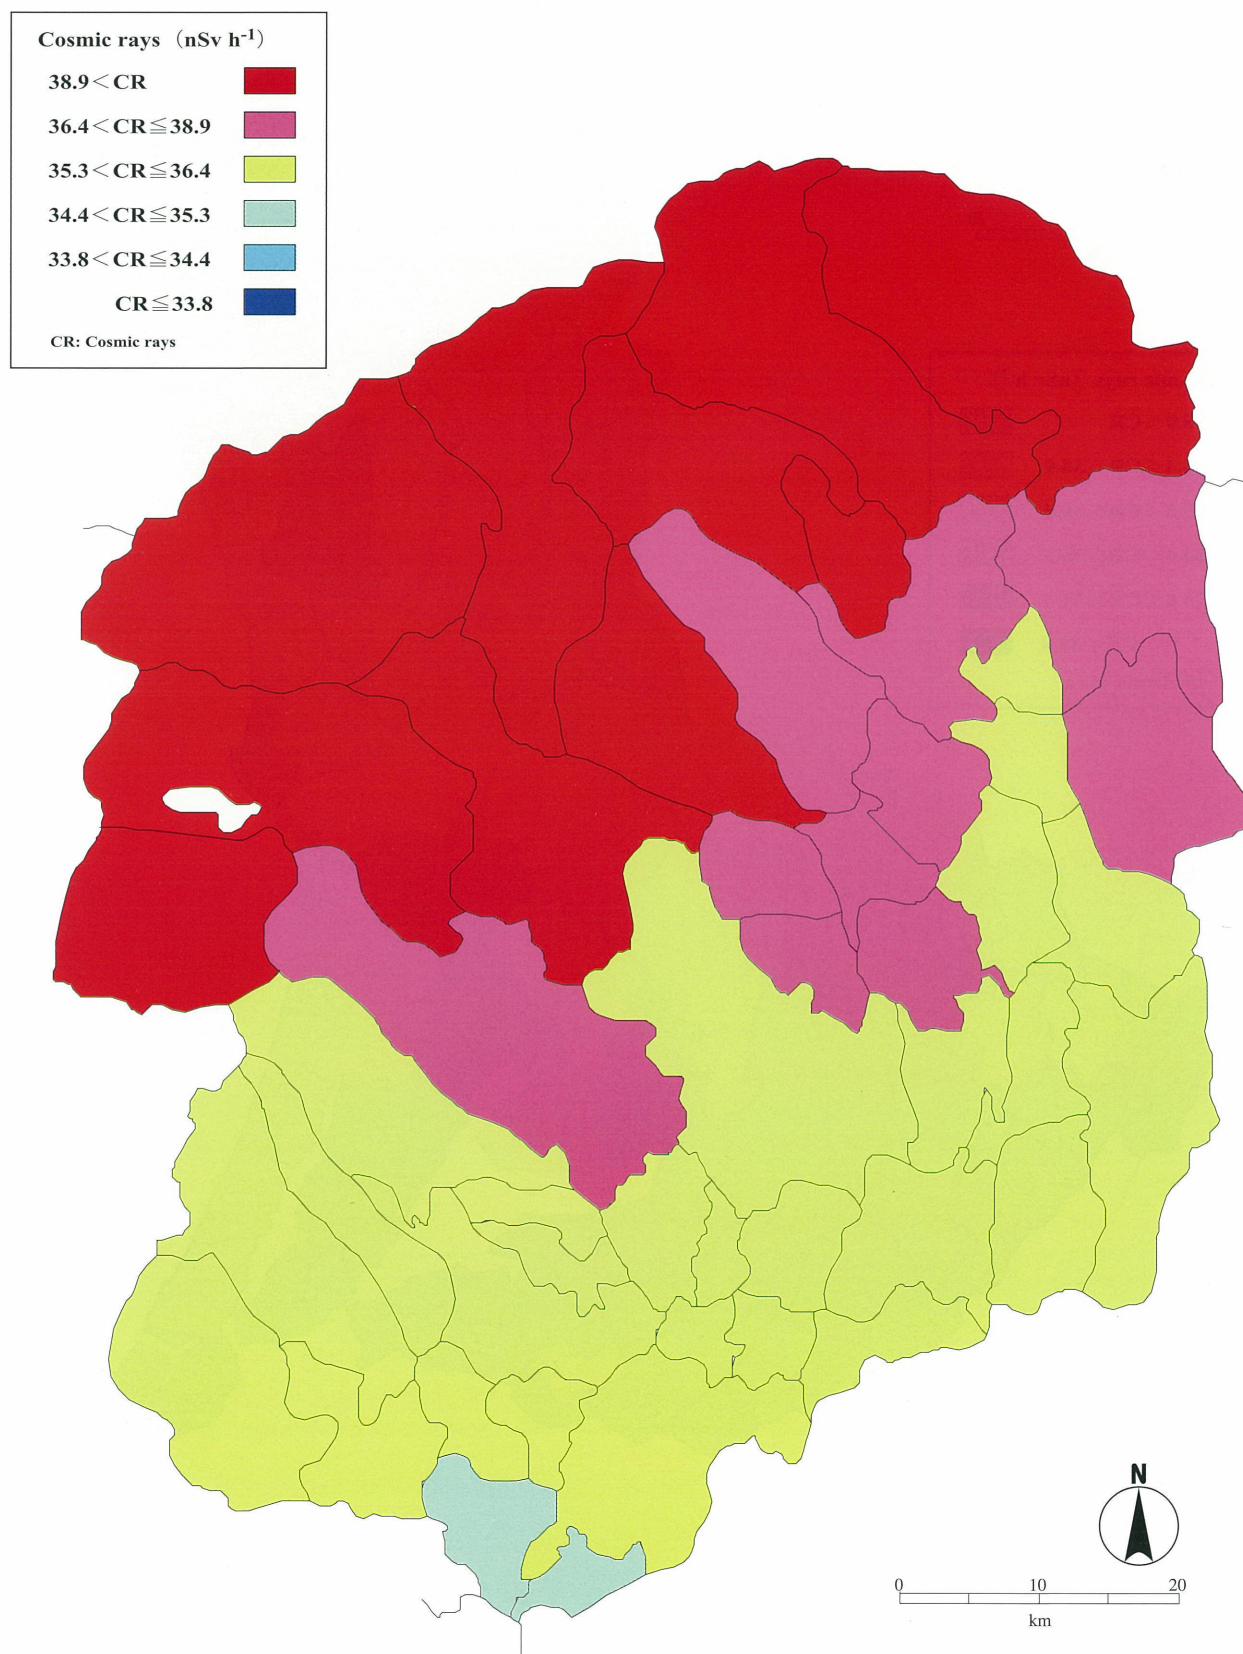 Cosmic rays (nSv h⁻¹)
38.9＜CR
36.4＜CR≦38.9
35.3＜CR≦36.4
34.4＜CR≦35.3
33.8＜CR≦34.4
CR≦33.8
CR: Cosmic rays
N
0 10 20
km